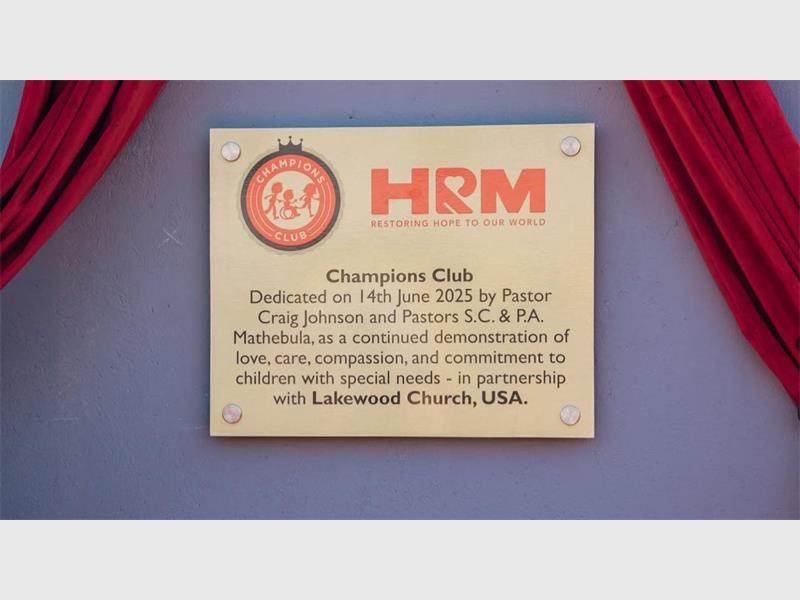 CHAMPIONS
CLUB
HRM
RESTORING HOPE TO OUR WORLD
Champions Club
Dedicated on 14th June 2025 by Pastor
Craig Johnson and Pastors S.C. & P.A.
Mathebula, as a continued demonstration of
love, care, compassion, and commitment to
children with special needs - in partnership
with Lakewood Church, USA.